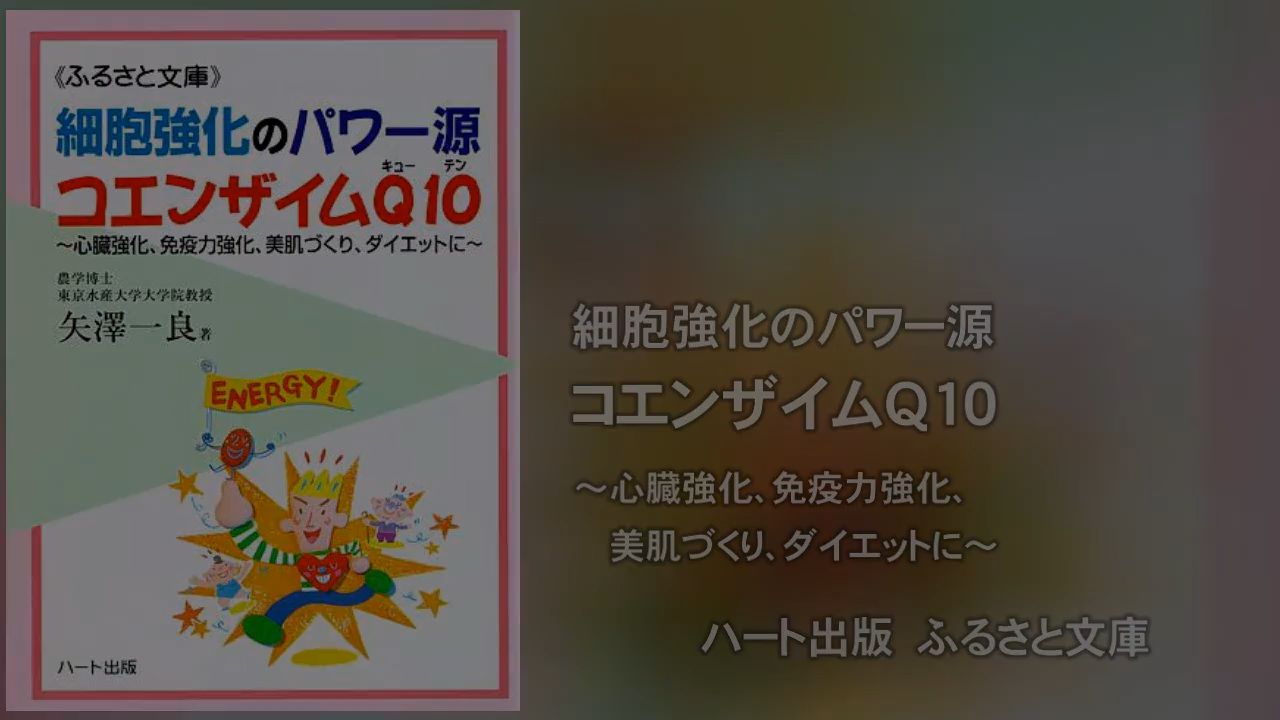 《ふるさと文庫》
細胞強化のパワー源
キュー テン
コエンザイムQ10
～心臓強化、免疫力強化、美肌づくり、ダイエットに～
農学博士
東京水産大学大学院教授
矢澤一良著
ENERGY!
ハート出版
細胞強化のパワー源
コエンザイムQ10
～心臓強化、免疫力強化、
美肌づくり、ダイエットに～
ハート出版 ふるさと文庫